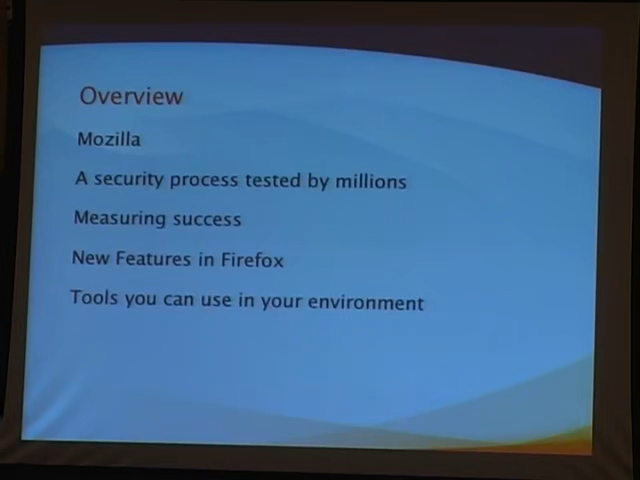 Overview
Mozilla
A security process tested by millions
Measuring success
New Features in Firefox
Tools you can use in your environment